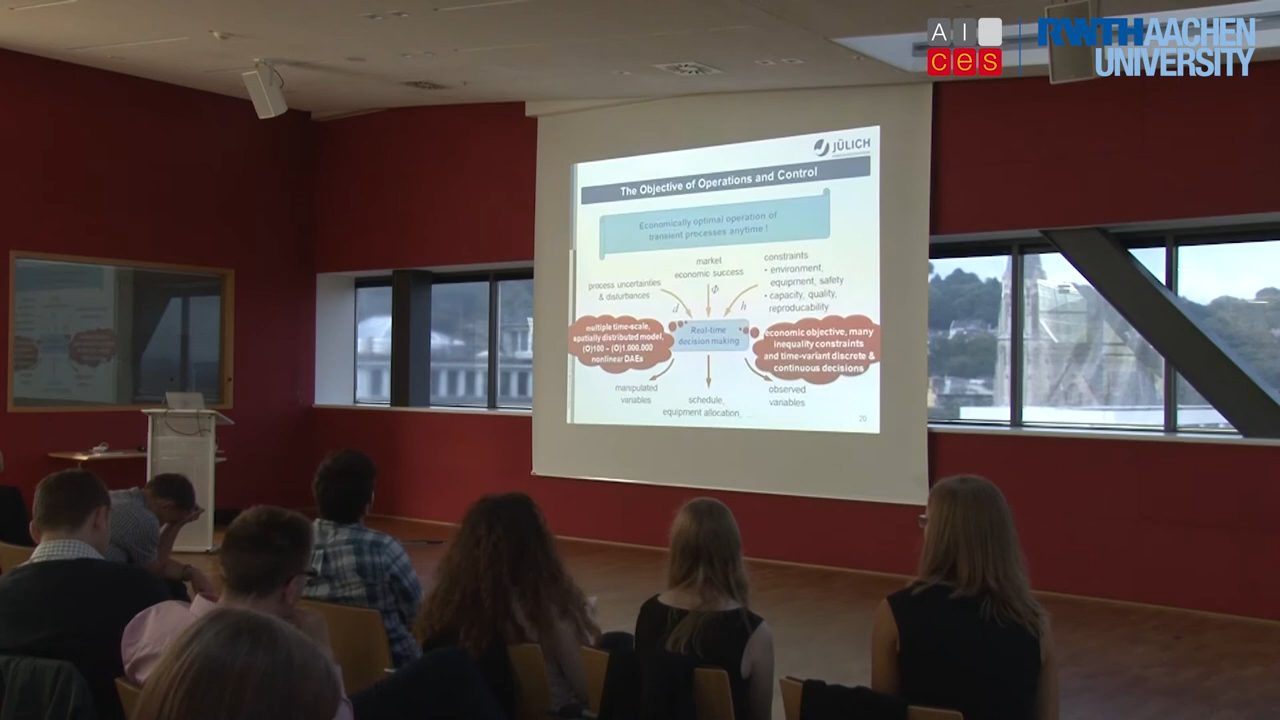 AI
ces
RWTHAACHEN
UNIVERSITY
JÜLICH
The Objective of Operations and Control
Economically optimal operation of
transient processes anytime !
market
economic success
constraints
• environment,
equipment, safety
• capacity, quality,
reproducability
process uncertainties
& disturbances
d
Φ
h
multiple time-scale,
spatially distributed model,
(O)100 – (O)1.000.000
nonlinear DAEs
Real-time
decision making
economic objective, many
inequality constraints
and time-variant discrete &
continuous decisions
manipulated
variables
schedule,
equipment allocation, ...
observed
variables
20